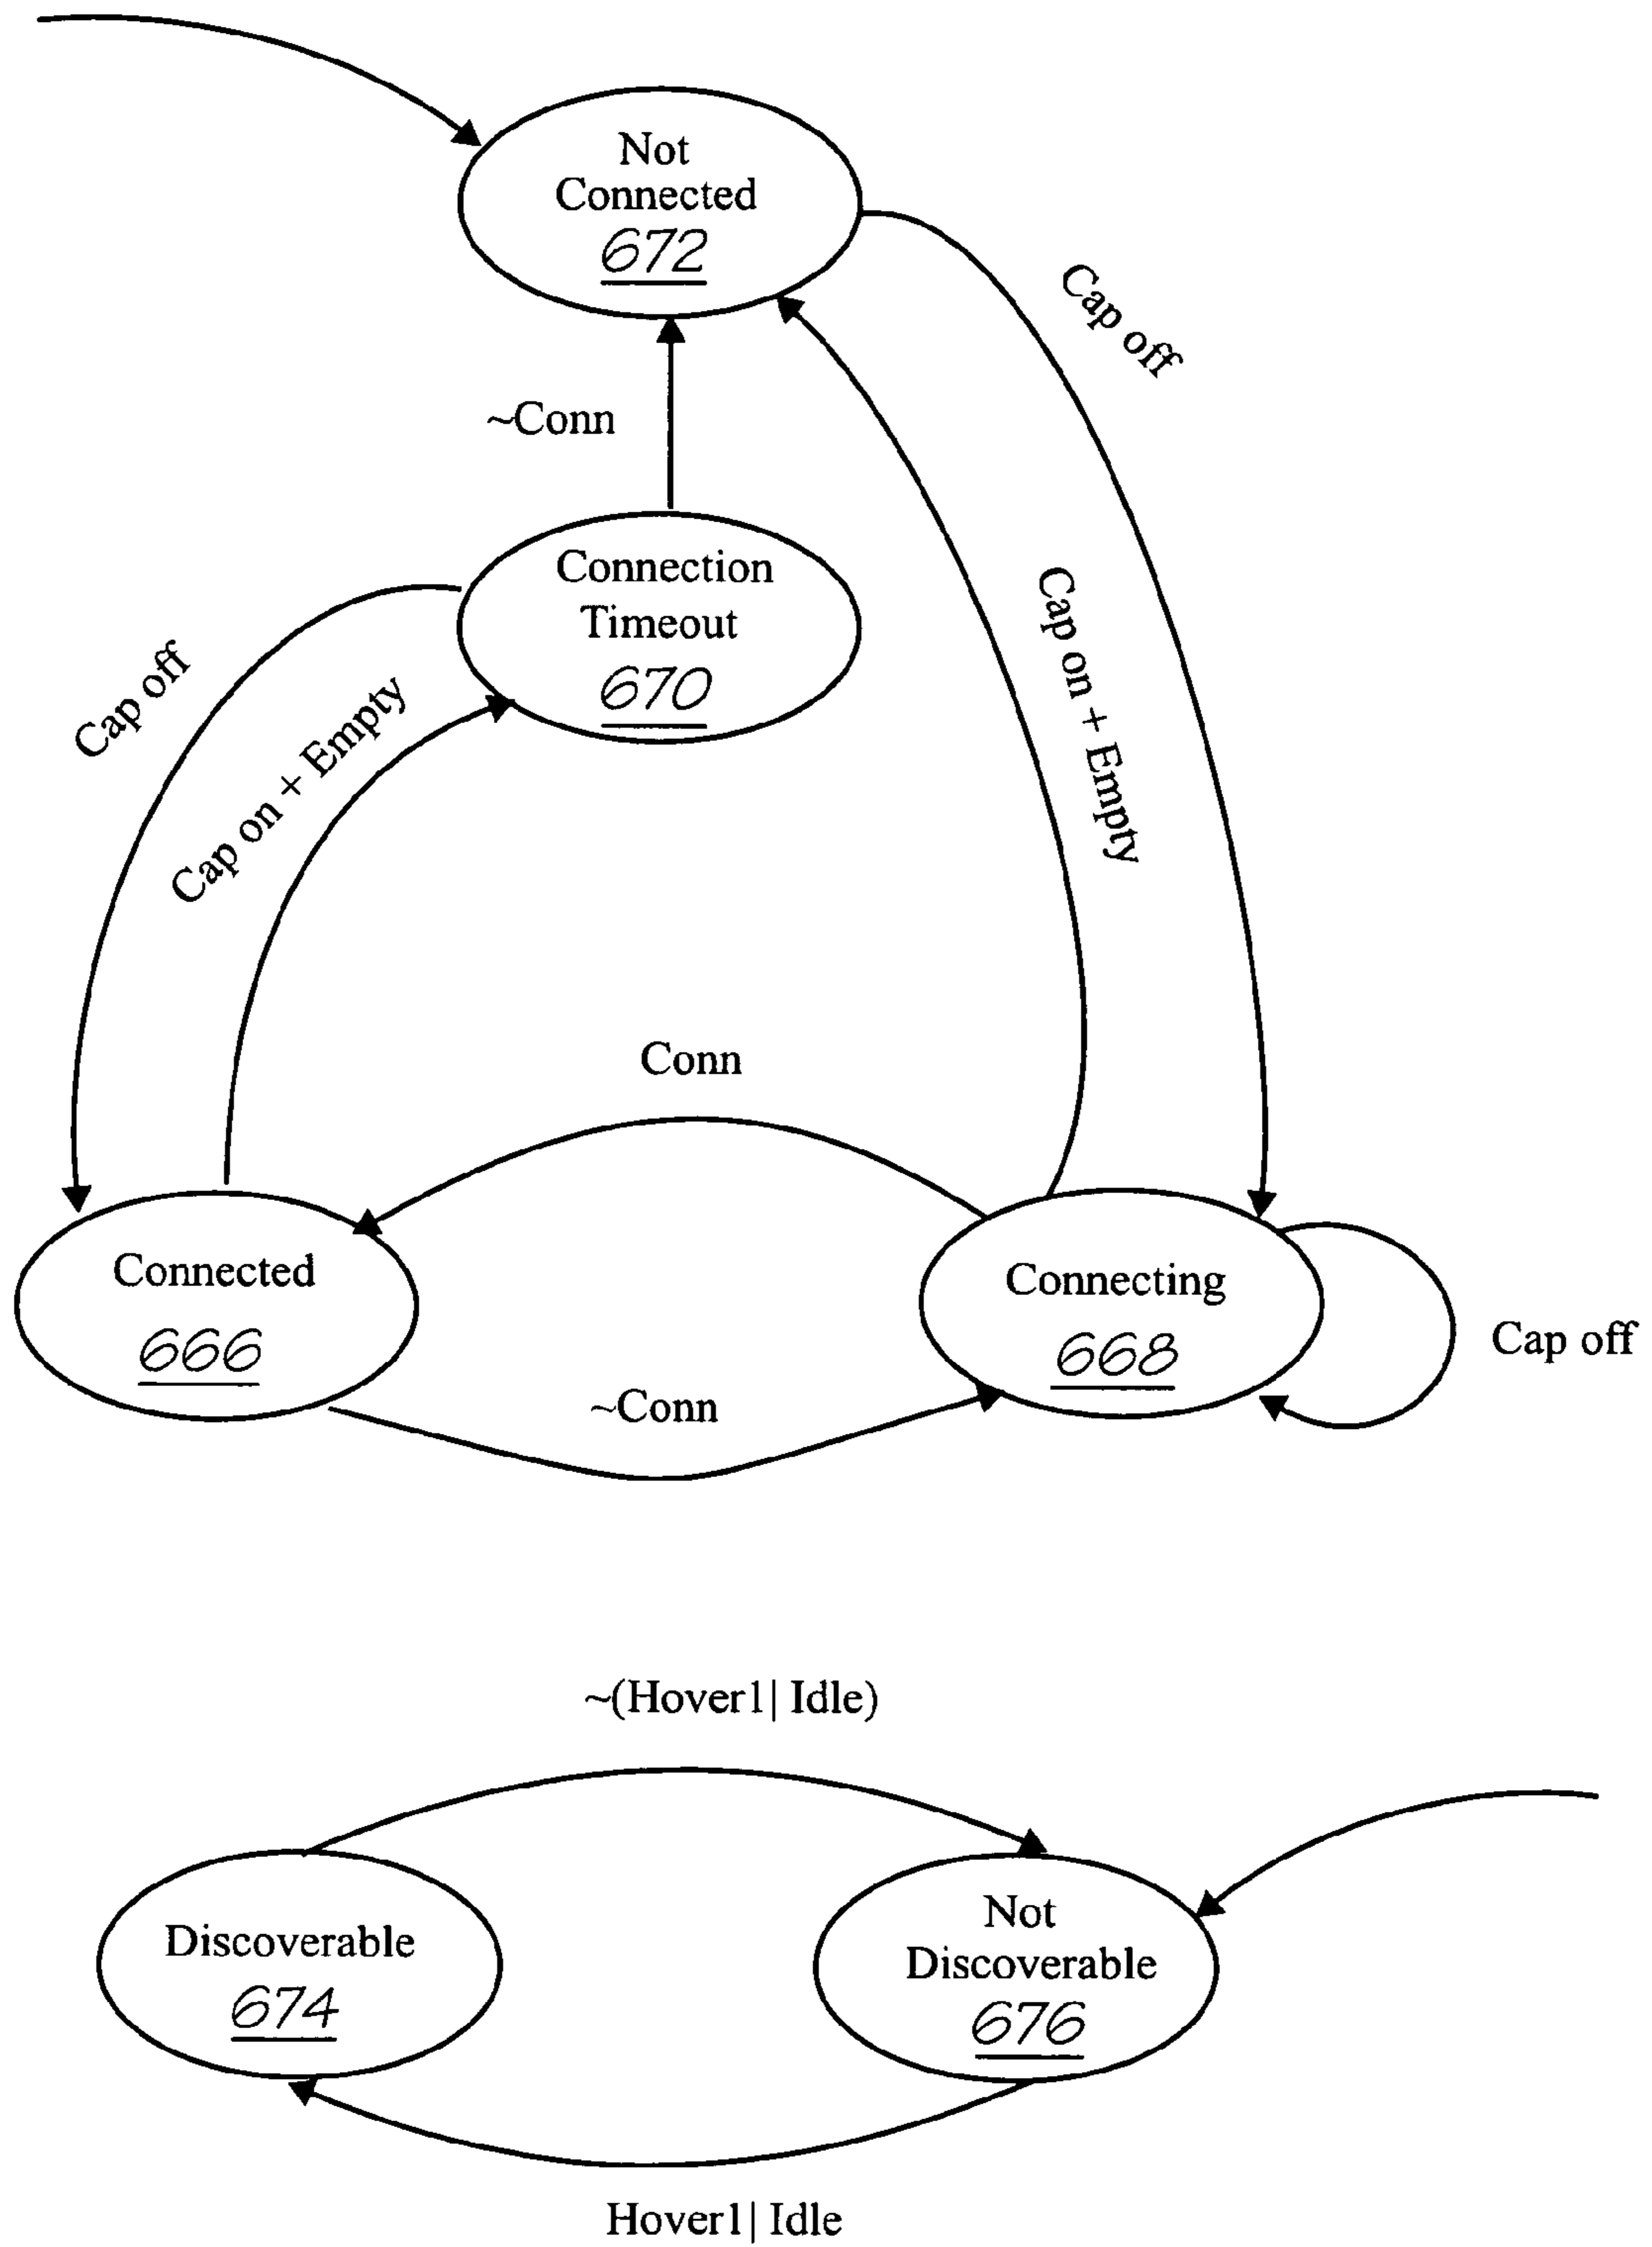 Not
Connected
672
Cap off
~Conn
Connection
Timeout
670
Cap off
Cap on + Empty
Cap on + Empty
Conn
Connected
666
Connecting
668
Cap off
~Conn
~(Hover1| Idle)
Discoverable
674
Not
Discoverable
676
Hover1| Idle